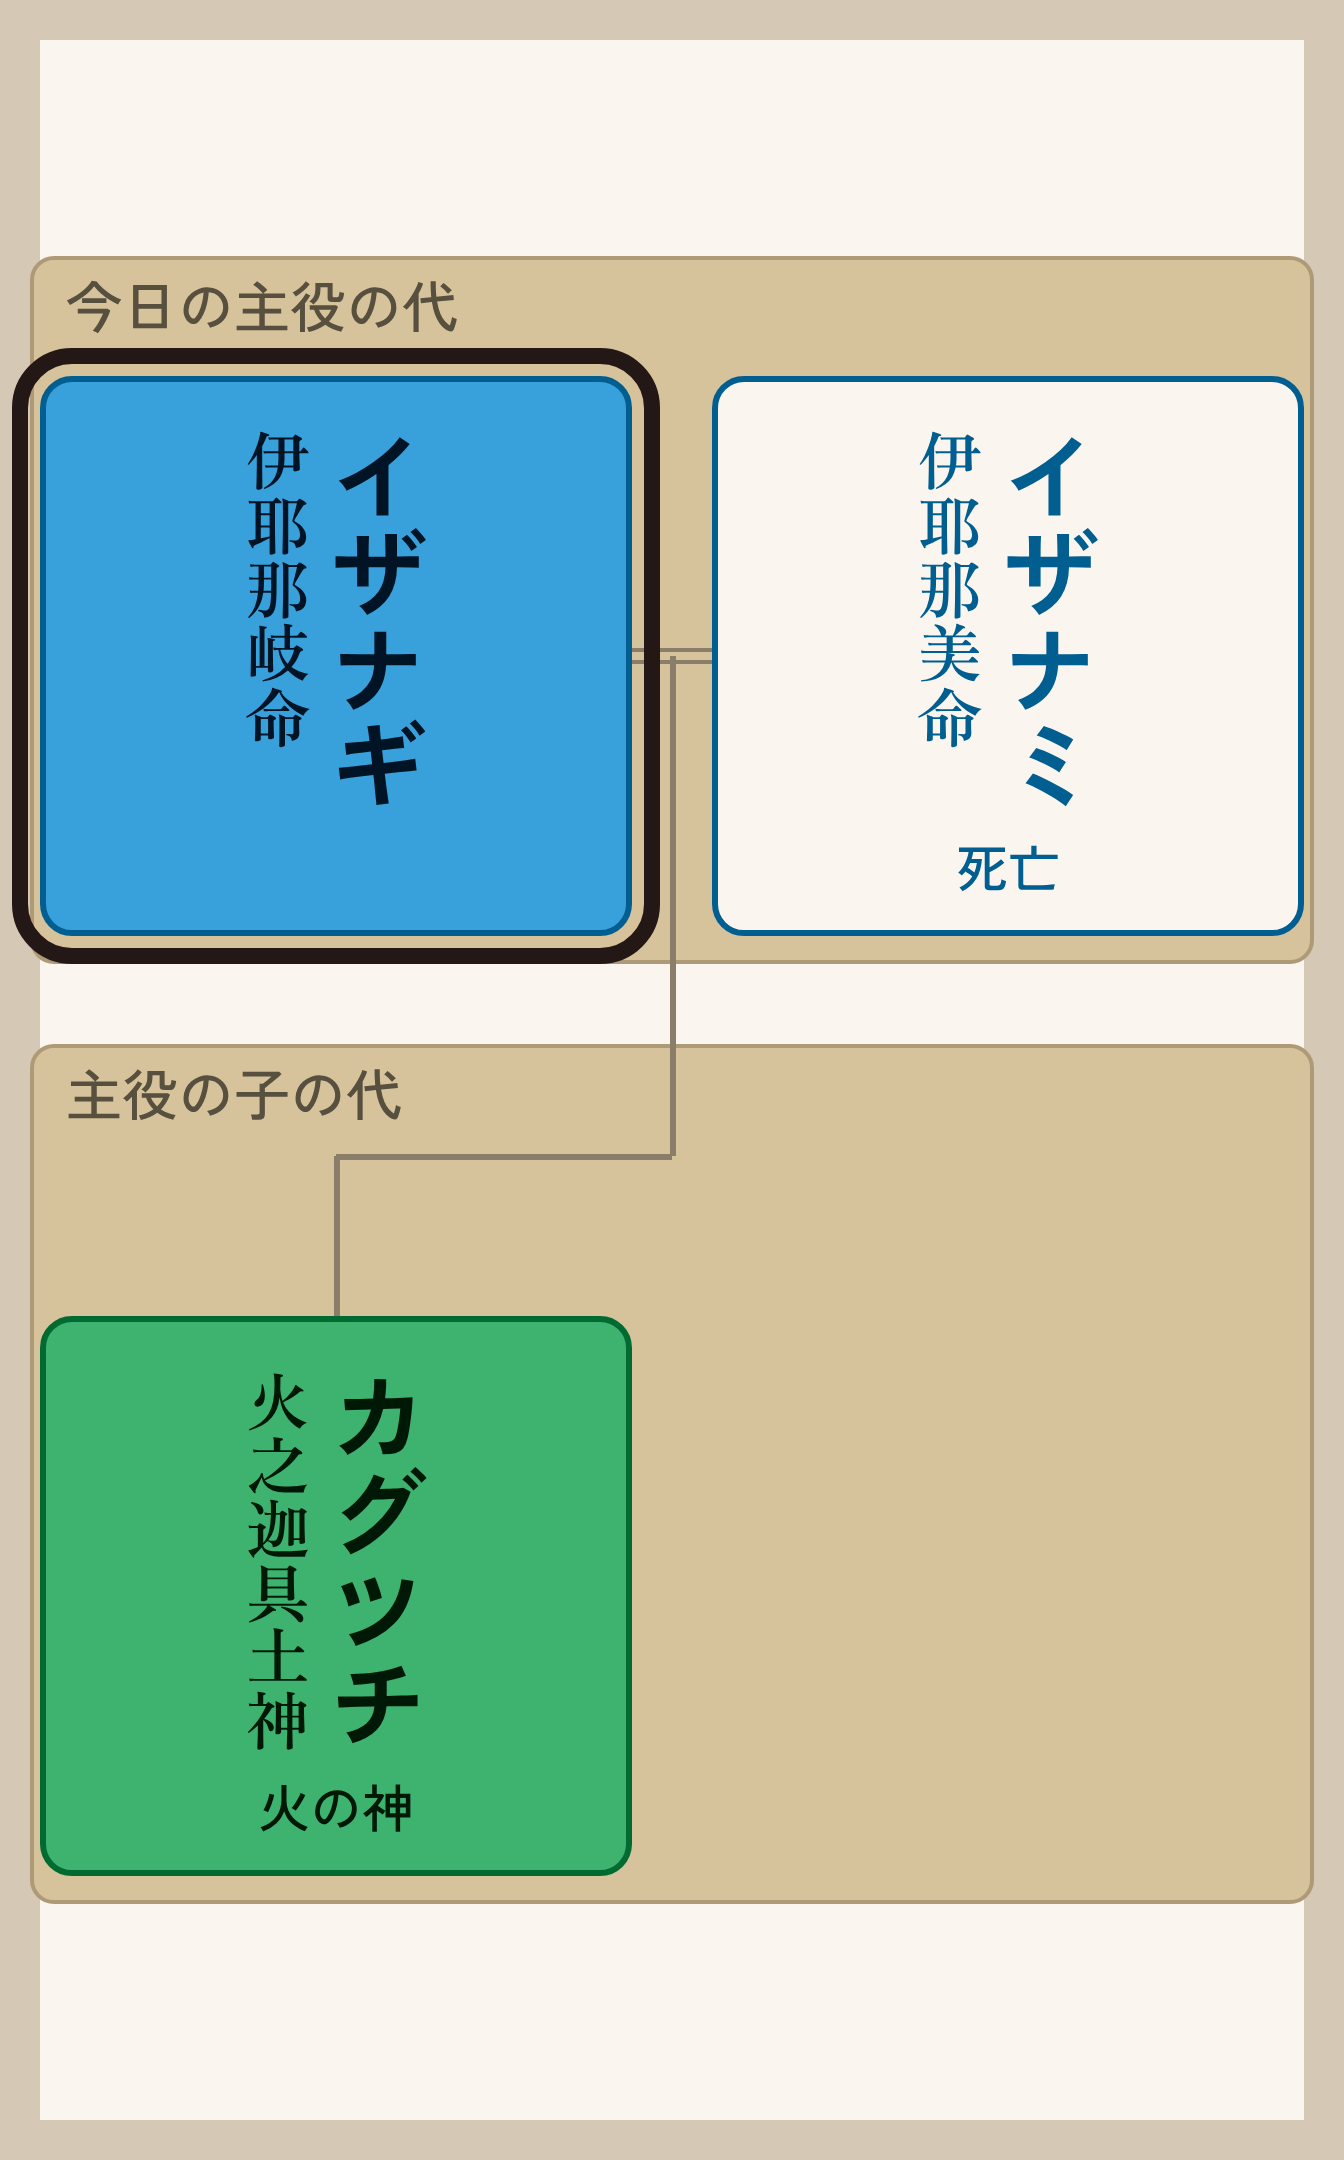 今日の主役の代
イザナギ
伊耶那岐命
イザナミ
伊耶那美命
死亡
主役の子の代
カグツチ
火之迦具土神
火の神